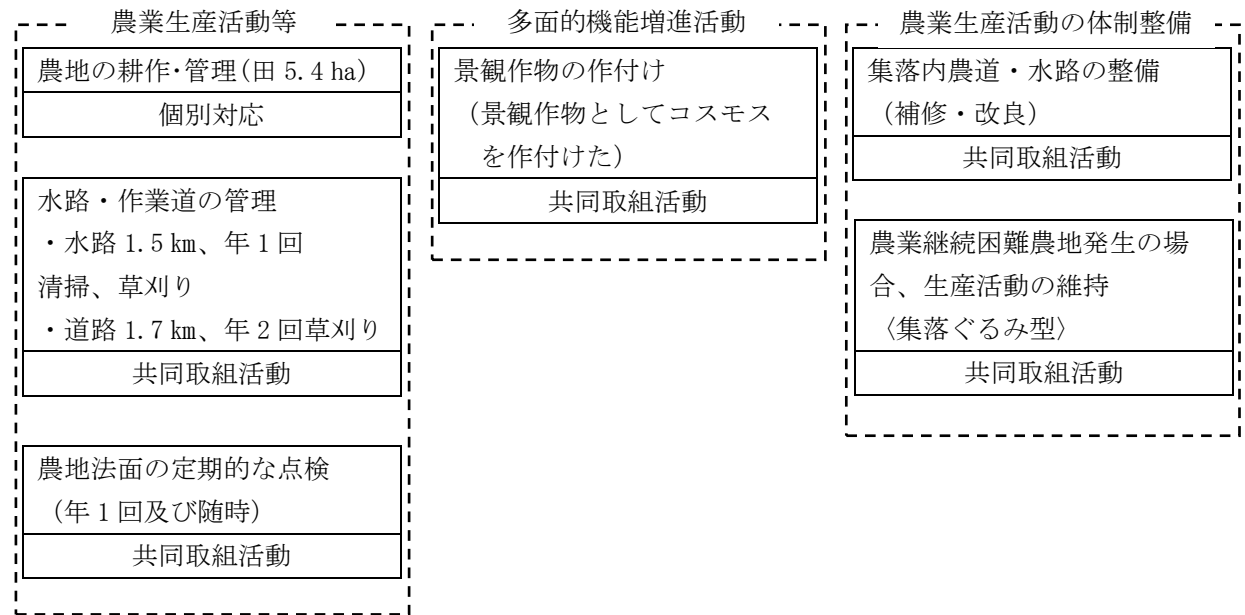 農業生産活動等
農地の耕作・管理（田5.4ha）
個別対応
水路・作業道の管理
・水路1.5㎞、年1回
清掃、草刈り
・道路1.7㎞、年2回草刈り
共同取組活動
農地法面の定期的な点検
（年1回及び随時）
共同取組活動
多面的機能増進活動
景観作物の作付け
（景観作物としてコスモス
を作付けた）
共同取組活動
農業生産活動の体制整備
集落内農道・水路の整備
（補修・改良）
共同取組活動
農業継続困難農地発生の場
合、生産活動の維持
〈集落ぐるみ型〉
共同取組活動